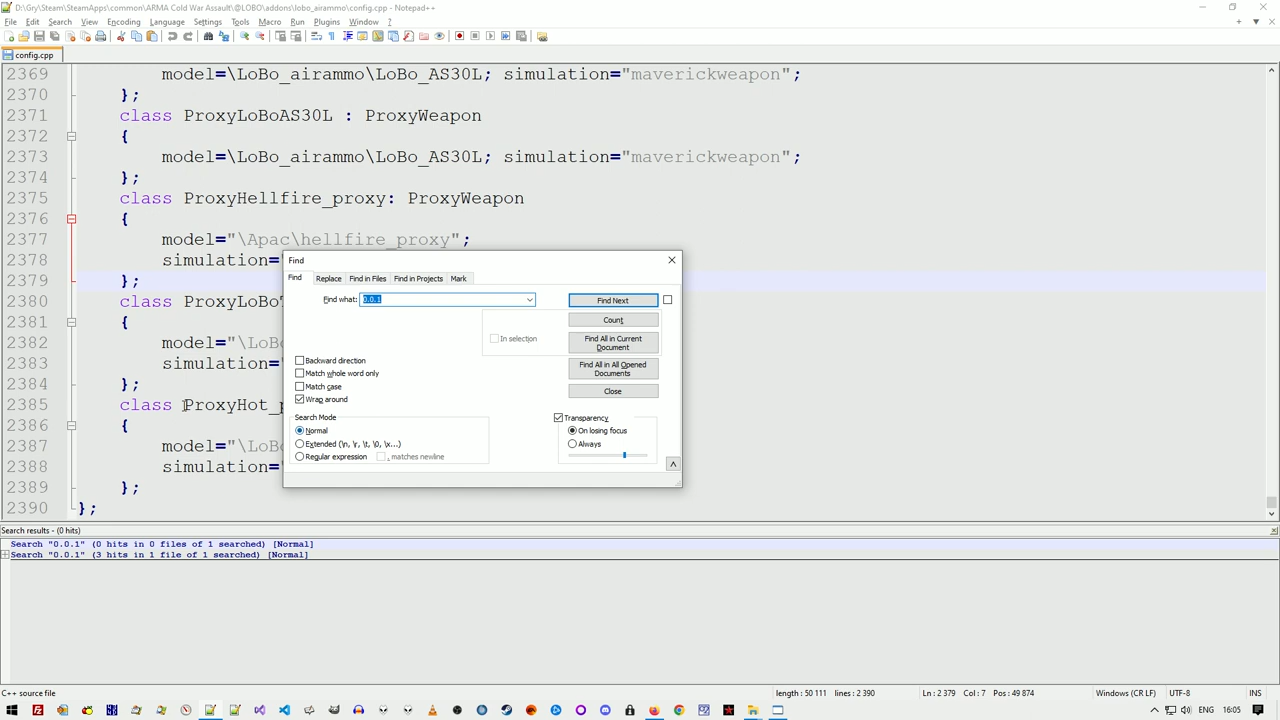 D:\Gry\Steam\SteamApps\common\ARMA Cold War Assault\@LOBO\addons\lobo_airammo\config.cpp - Notepad++
File Edit Search View Encoding Language Settings Tools Macro Run Plugins Window ?
config.cpp
2369 model=\LoBo_airammo\LoBo_AS30L; simulation="maverickweapon";
2370 };
2371 class ProxyLoBoAS30L : ProxyWeapon
2372 {
2373 model=\LoBo_airammo\LoBo_AS30L; simulation="maverickweapon";
2374 };
2375 class ProxyHellfire_proxy: ProxyWeapon
2376 {
2377 model="\Apac\hellfire_proxy";
2378 simulation="
2379 };
2380 class ProxyLoBo
2381 {
2382 model="\LoBo
2383 simulation="
2384 };
2385 class ProxyHot_p
2386 {
2387 model="\LoBo
2388 simulation="
2389 };
2390 };
Find
Find Replace Find in Files Find in Projects Mark
Find what: 0.0.1
Find Next
Count
In selection
Find All in Current Document
Find All in All Opened Documents
Close
Backward direction
Match whole word only
Match case
Wrap around
Search Mode
Normal
Extended (\n, \r, \t, \0, \x...)
Regular expression . matches newline
Transparency
On losing focus
Always
Search results - (0 hits)
Search "0.0.1" (0 hits in 0 files of 1 searched) [Normal]
Search "0.0.1" (3 hits in 1 file of 1 searched) [Normal]
C++ source file length : 50 111 lines : 2 390 Ln : 2 379 Col : 7 Pos : 49 874 Windows (CR LF) UTF-8 INS
ENG 16:05